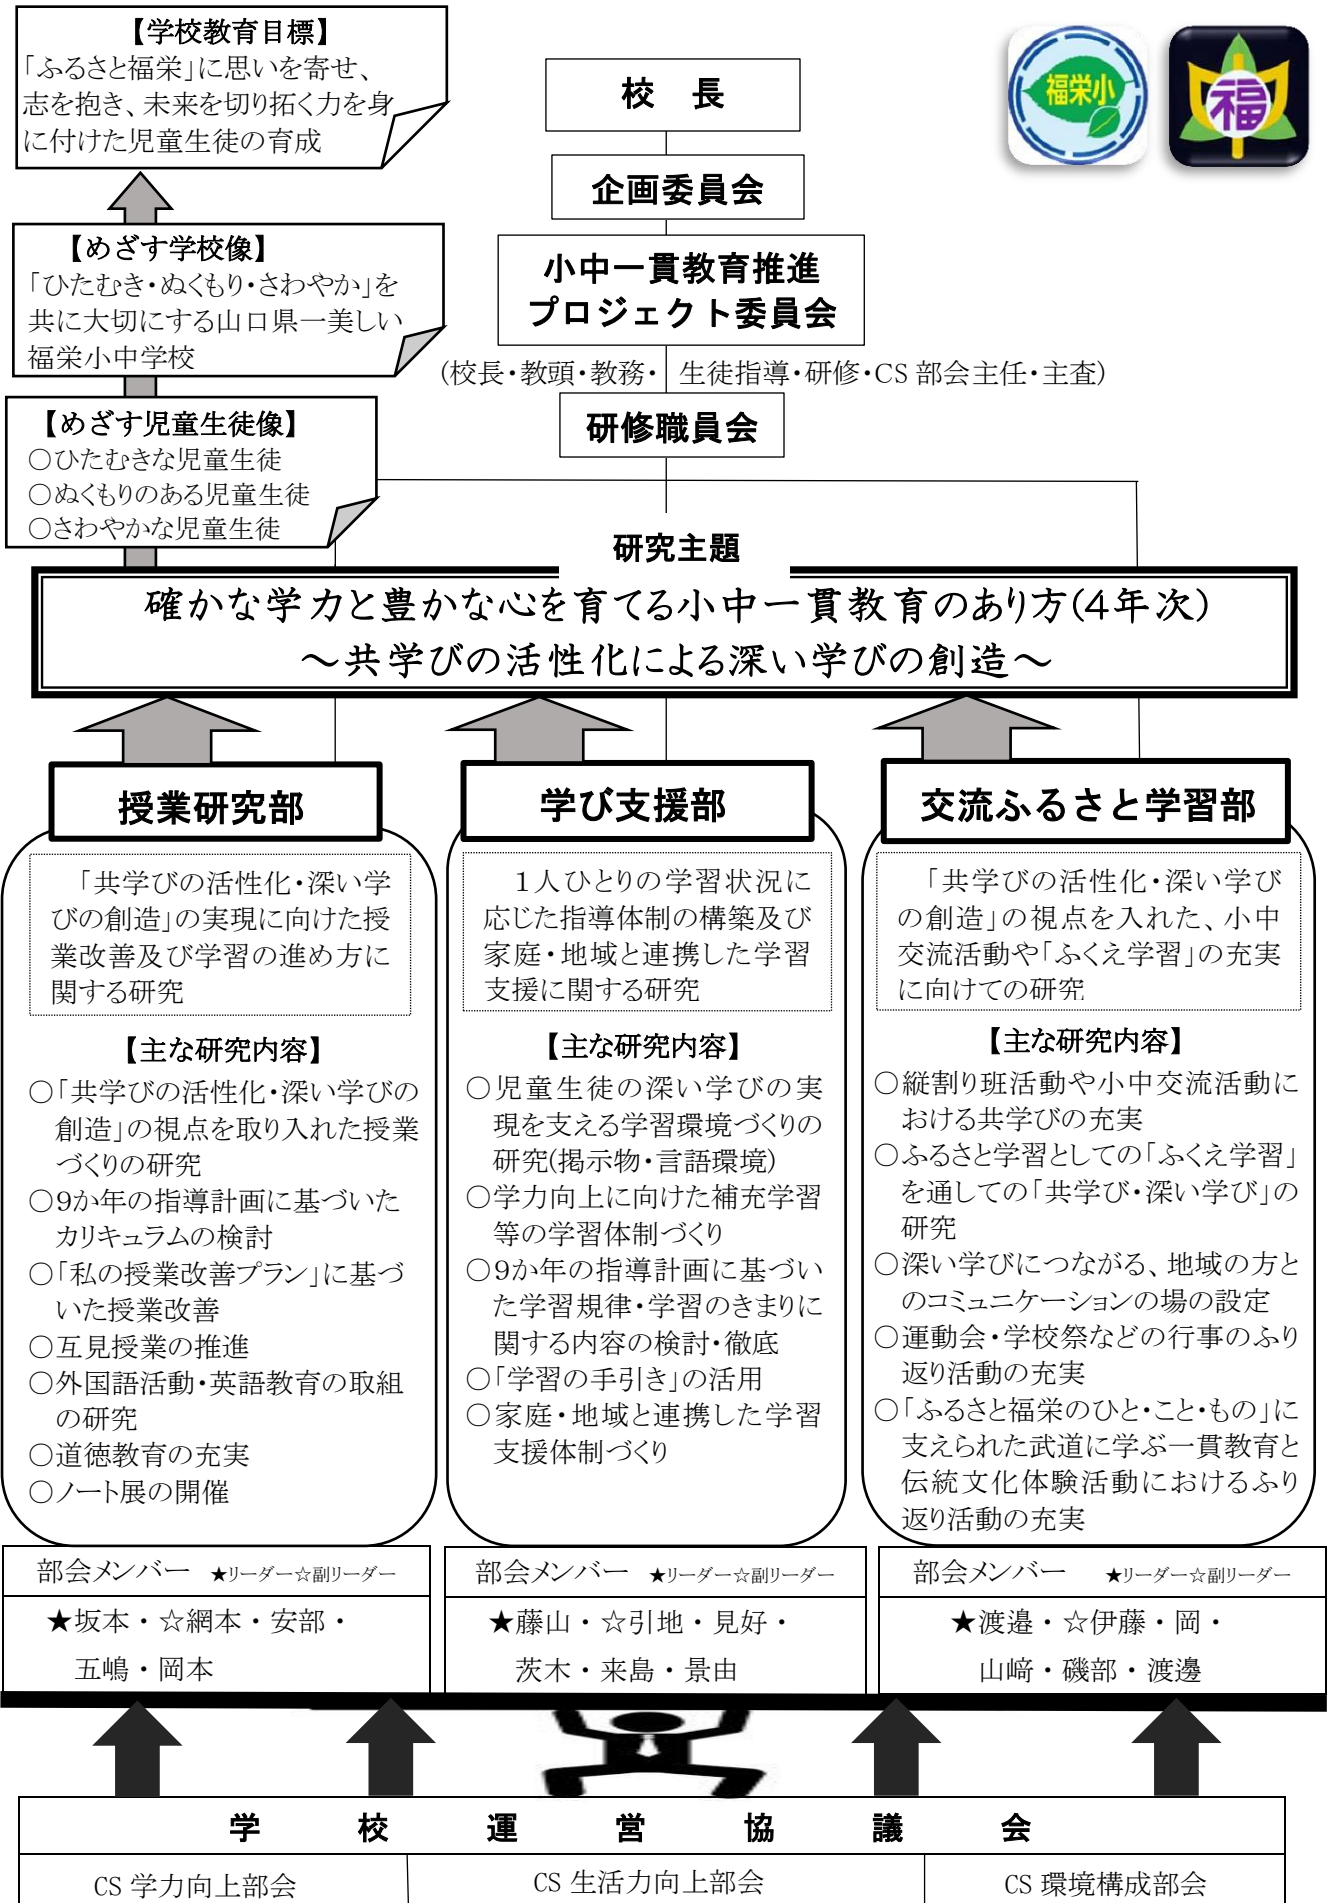 【学校教育目標】
「ふるさと福栄」に思いを寄せ、
志を抱き、未来を切り拓く力を身
に付けた児童生徒の育成
【めざす学校像】
「ひたむき・ぬくもり・さわやか」を
共に大切にする山口県一美しい
福栄小中学校
【めざす児童生徒像】
○ひたむきな児童生徒
○ぬくもりのある児童生徒
○さわやかな児童生徒
校　長
企画委員会
小中一貫教育推進
プロジェクト委員会
(校長・教頭・教務・　生徒指導・研修・CS 部会主任・主査)
研修職員会
福栄小
福
研究主題
確かな学力と豊かな心を育てる小中一貫教育のあり方(4年次)
～共学びの活性化による深い学びの創造～
授業研究部
「共学びの活性化・深い学
びの創造」の実現に向けた授
業改善及び学習の進め方に
関する研究
【主な研究内容】
○「共学びの活性化・深い学びの
創造」の視点を取り入れた授業
づくりの研究
○9か年の指導計画に基づいた
カリキュラムの検討
○「私の授業改善プラン」に基づ
いた授業改善
○互見授業の推進
○外国語活動・英語教育の取組
の研究
○道徳教育の充実
○ノート展の開催
部会メンバー　★リーダー☆副リーダー
★坂本・☆網本・安部・
五嶋・岡本
学び支援部
1人ひとりの学習状況に
応じた指導体制の構築及び
家庭・地域と連携した学習
支援に関する研究
【主な研究内容】
○児童生徒の深い学びの実
現を支える学習環境づくりの
研究(掲示物・言語環境)
○学力向上に向けた補充学習
等の学習体制づくり
○9か年の指導計画に基づい
た学習規律・学習のきまりに
関する内容の検討・徹底
○「学習の手引き」の活用
○家庭・地域と連携した学習
支援体制づくり
部会メンバー　★リーダー☆副リーダー
★藤山・☆引地・見好・
茨木・来島・景由
交流ふるさと学習部
「共学びの活性化・深い学び
の創造」の視点を入れた、小中
交流活動や「ふくえ学習」の充実
に向けての研究
【主な研究内容】
○縦割り班活動や小中交流活動に
おける共学びの充実
○ふるさと学習としての「ふくえ学習」
を通しての「共学び・深い学び」の
研究
○深い学びにつながる、地域の方と
のコミュニケーションの場の設定
○運動会・学校祭などの行事のふり
返り活動の充実
○「ふるさと福栄のひと・こと・もの」に
支えられた武道に学ぶ一貫教育と
伝統文化体験活動におけるふり
返り活動の充実
部会メンバー　★リーダー☆副リーダー
★渡邉・☆伊藤・岡・
山﨑・磯部・渡邊
学　校　運　営　協　議　会
CS 学力向上部会
CS 生活力向上部会
CS 環境構成部会